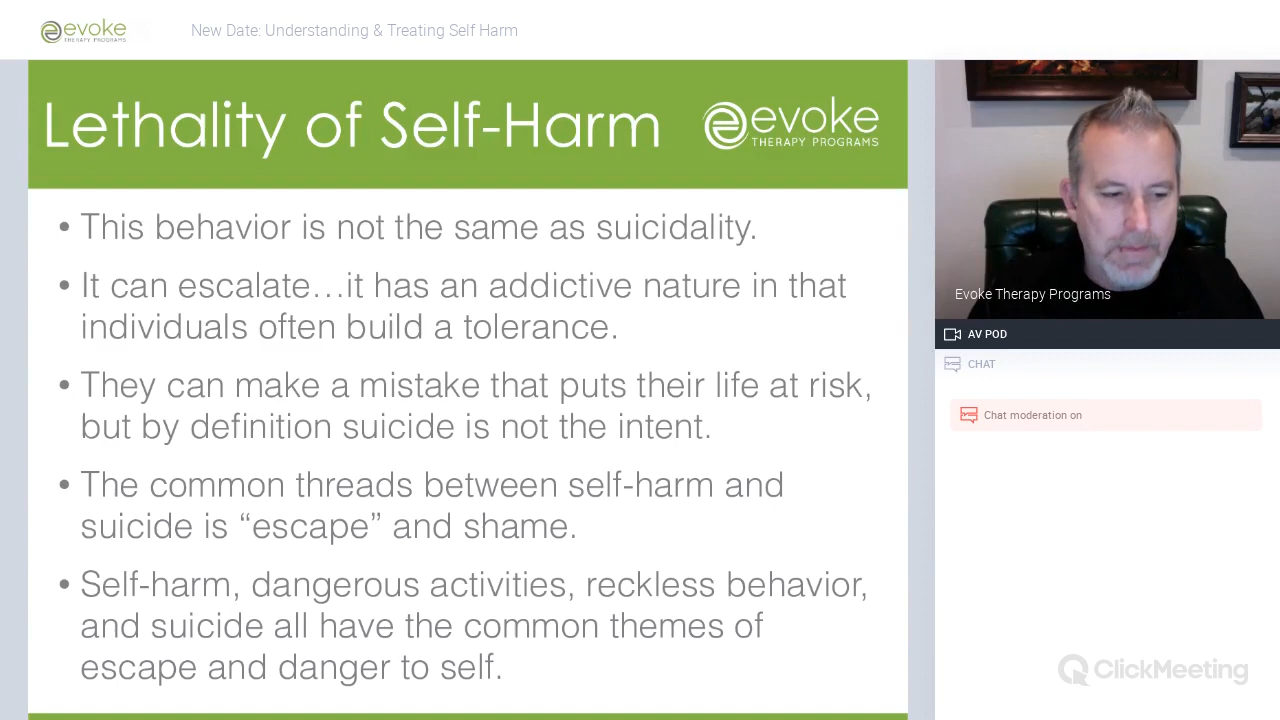 evoke
THERAPY PROGRAMS
New Date: Understanding & Treating Self Harm
Lethality of Self-Harm
evoke
THERAPY PROGRAMS
• This behavior is not the same as suicidality.
• It can escalate…it has an addictive nature in that
individuals often build a tolerance.
• They can make a mistake that puts their life at risk,
but by definition suicide is not the intent.
• The common threads between self-harm and
suicide is “escape” and shame.
• Self-harm, dangerous activities, reckless behavior,
and suicide all have the common themes of
escape and danger to self.
Evoke Therapy Programs
AV POD
CHAT
Chat moderation on
ClickMeeting